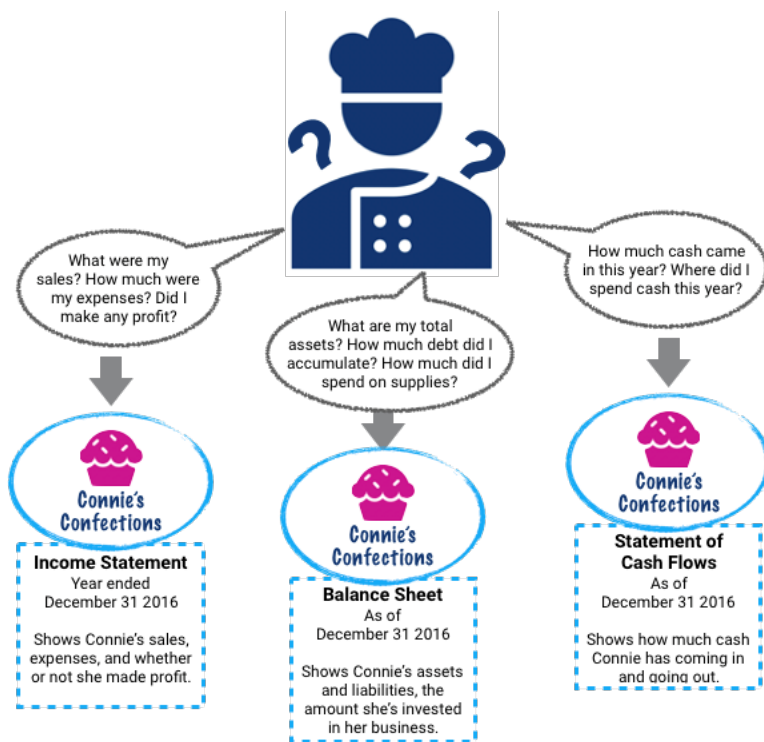 What were my
sales? How much were
my expenses? Did I
make any profit?
What are my total
assets? How much debt did I
accumulate? How much did I
spend on supplies?
How much cash came
in this year? Where did I
spend cash this year?
Connie's
Confections
Income Statement
Year ended
December 31 2016
Shows Connie's sales,
expenses, and whether
or not she made profit.
Connie's
Confections
Balance Sheet
As of
December 31 2016
Shows Connie's assets
and liabilities, the
amount she's invested
in her business.
Connie's
Confections
Statement of
Cash Flows
As of
December 31 2016
Shows how much cash
Connie has coming in
and going out.